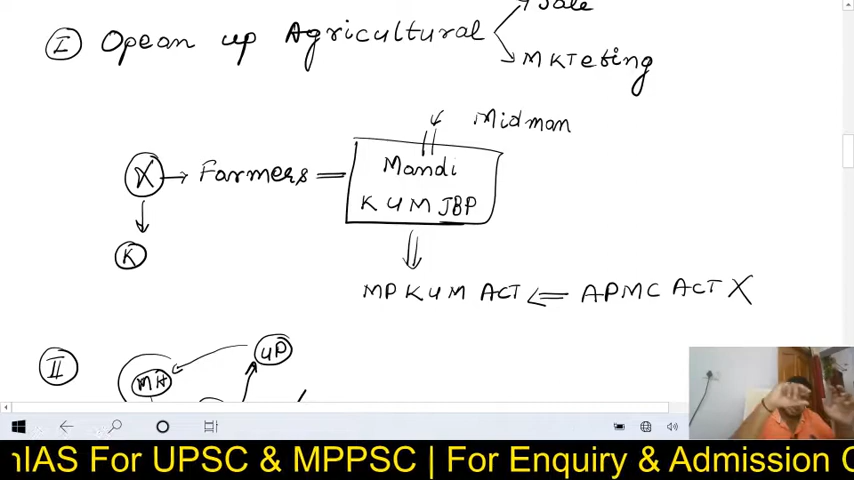 Sale
I Opean up Agricultural
MKTeting
Midman
X Farmers Mandi
KUM JBP
K
MP KUM ACT APMC ACT X
II
UP
MH
nIAS For UPSC & MPPSC | For Enquiry & Admission C